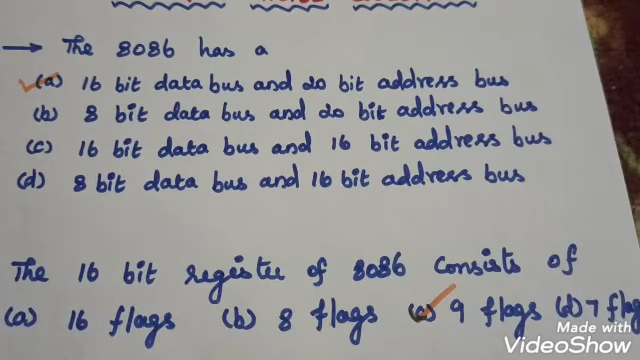 → The 8086 has a
(a) 16 bit data bus and 20 bit address bus
(b) 8 bit data bus and 20 bit address bus
(c) 16 bit data bus and 16 bit address bus
(d) 8 bit data bus and 16 bit address bus
The 16 bit register of 8086 consists of
(a) 16 flags (b) 8 flags (c) 9 flags (d) 7 flag
Made with
VideoShow